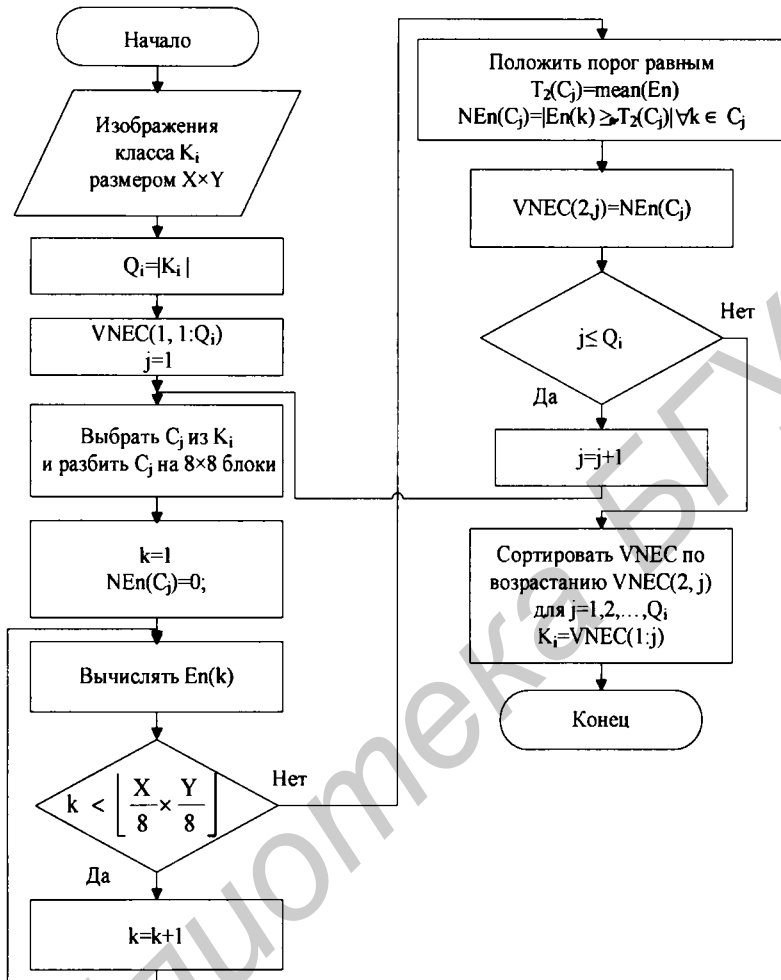 Начало
Изображения
класса Kᵢ
размером X×Y
Qᵢ=|Kᵢ|
VNEC(1, 1:Qᵢ)
j=1
Выбрать Cⱼ из Kᵢ
и разбить Cⱼ на 8×8 блоки
k=1
NEn(Cⱼ)=0;
Вычислять En(k)
k < ⌊X/8 × Y/8⌋
Нет
Да
k=k+1
Положить порог равным
T₂(Cⱼ)=mean(En)
NEn(Cⱼ)=|En(k) ≥ T₂(Cⱼ)| ∀k ∈ Cⱼ
VNEC(2,j)=NEn(Cⱼ)
j≤ Qᵢ
Нет
Да
j=j+1
Сортировать VNEC по
возрастанию VNEC(2, j)
для j=1,2,…,Qᵢ
Kᵢ=VNEC(1:j)
Конец